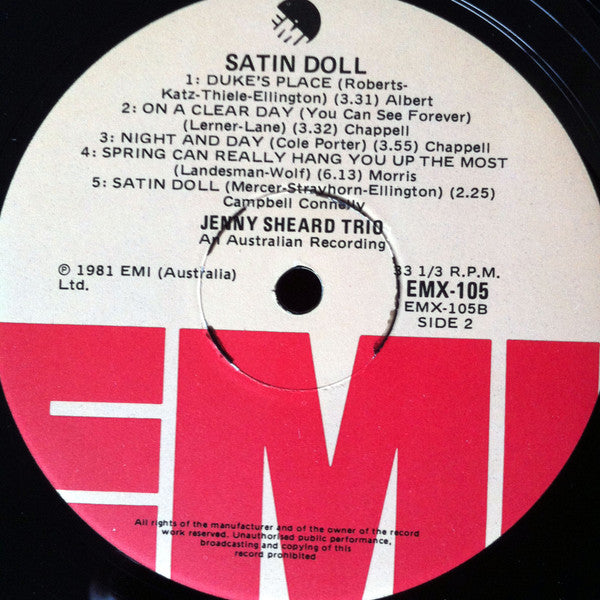 EMI
SATIN DOLL
1: DUKE'S PLACE (Roberts-
Katz-Thiele-Ellington) (3.31) Albert
2: ON A CLEAR DAY (You Can See Forever)
(Lerner-Lane) (3.32) Chappell
3: NIGHT AND DAY (Cole Porter) (3.55) Chappell
4: SPRING CAN REALLY HANG YOU UP THE MOST
(Landesman-Wolf) (6.13) Morris
5: SATIN DOLL (Mercer-Strayhorn-Ellington) (2.25)
Campbell Connelly
JENNY SHEARD TRIO
An Australian Recording
℗ 1981 EMI (Australia)
Ltd.
33 1/3 R.P.M.
EMX-105
EMX-105B
SIDE 2
EMI
All rights of the manufacturer and of the owner of the record
work reserved. Unauthorised public performance,
broadcasting and copying of this
record prohibited